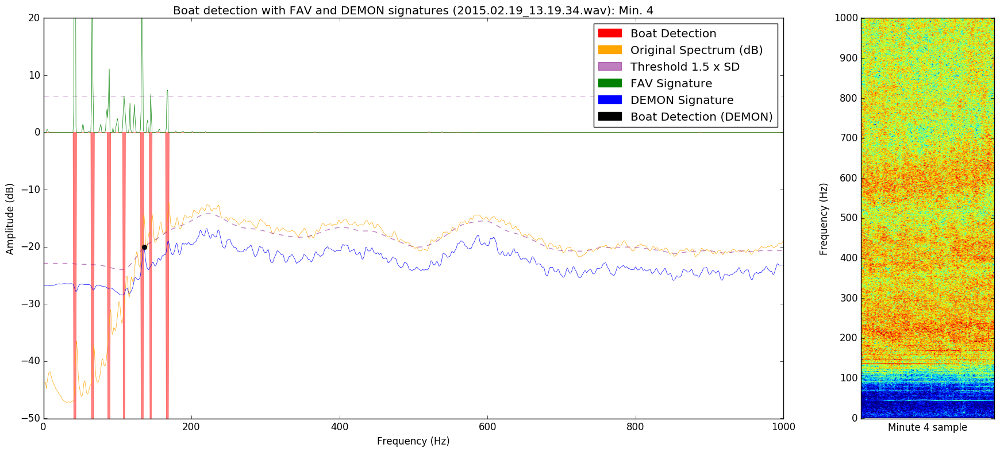 Boat detection with FAV and DEMON signatures (2015.02.19_13.19.34.wav): Min. 4
20
10
0
−10
−20
−30
−40
−50
Amplitude (dB)
0 200 400 600 800 1000
Frequency (Hz)
Boat Detection
Original Spectrum (dB)
Threshold 1.5 x SD
FAV Signature
DEMON Signature
Boat Detection (DEMON)
1000
900
800
700
600
500
400
300
200
100
0
Frequency (Hz)
Minute 4 sample